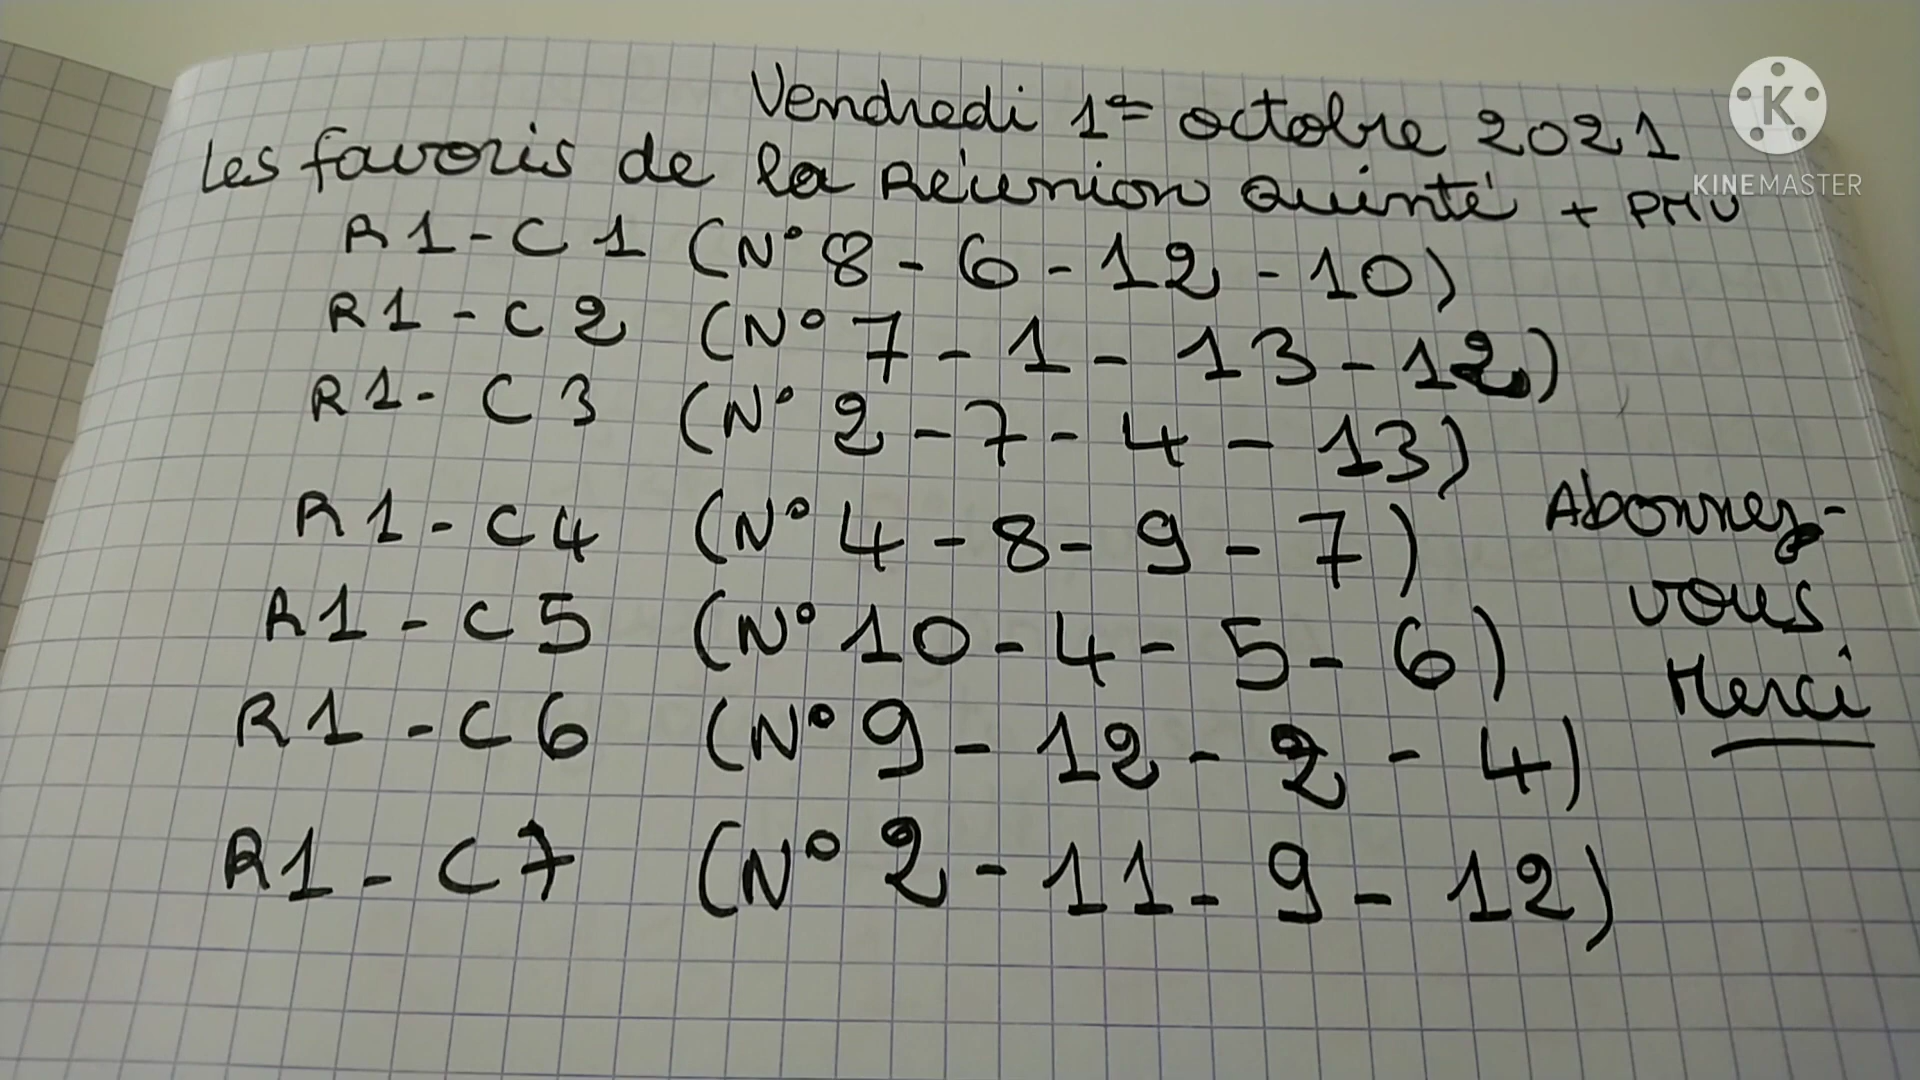 Vendredi 1er octobre 2021
Les favoris de la Réunion Quinté + PMU
R1-C1 (N°8-6-12-10)
R1-C2 (N°7-1-13-12)
R1-C3 (N°2-7-4-13)
R1-C4 (N°4-8-9-7)
R1-C5 (N°10-4-5-6)
R1-C6 (N°9-12-2-4)
R1-C7 (N°2-11-9-12)
Abonnez-
vous
Merci
K
KINEMASTER